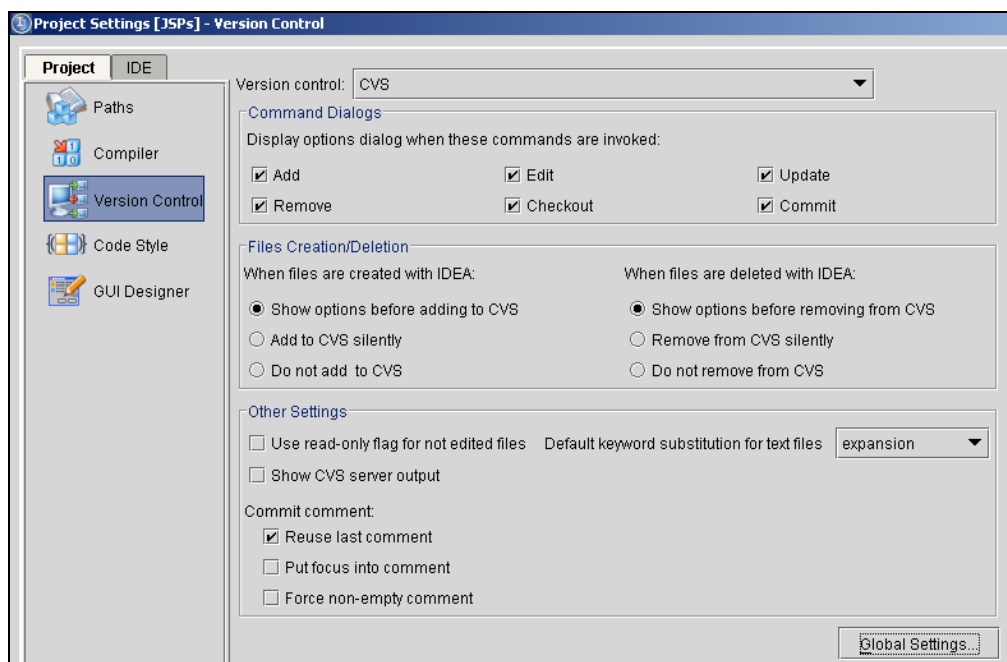 Project Settings [JSPs] - Version Control
Project IDE
Paths
Compiler
Version Control
Code Style
GUI Designer
Version control: CVS
Command Dialogs
Display options dialog when these commands are invoked:
Add Edit Update
Remove Checkout Commit
Files Creation/Deletion
When files are created with IDEA: When files are deleted with IDEA:
Show options before adding to CVS Show options before removing from CVS
Add to CVS silently Remove from CVS silently
Do not add to CVS Do not remove from CVS
Other Settings
Use read-only flag for not edited files Default keyword substitution for text files expansion
Show CVS server output
Commit comment:
Reuse last comment
Put focus into comment
Force non-empty comment
Global Settings...